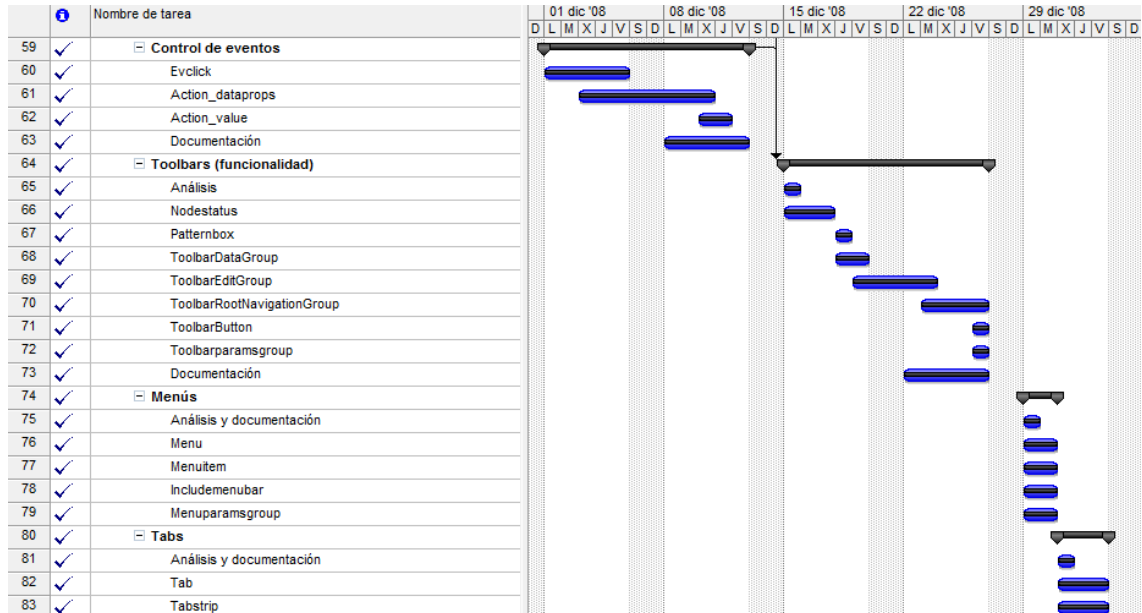 Nombre de tarea
01 dic '08 08 dic '08 15 dic '08 22 dic '08 29 dic '08
D L M X J V S D L M X J V S D L M X J V S D L M X J V S D L M X J V S D
59 Control de eventos
60 Evclick
61 Action_dataprops
62 Action_value
63 Documentación
64 Toolbars (funcionalidad)
65 Análisis
66 Nodestatus
67 Patternbox
68 ToolbarDataGroup
69 ToolbarEditGroup
70 ToolbarRootNavigationGroup
71 ToolbarButton
72 Toolbarparamsgroup
73 Documentación
74 Menús
75 Análisis y documentación
76 Menu
77 Menuitem
78 Includemenubar
79 Menuparamsgroup
80 Tabs
81 Análisis y documentación
82 Tab
83 Tabstrip